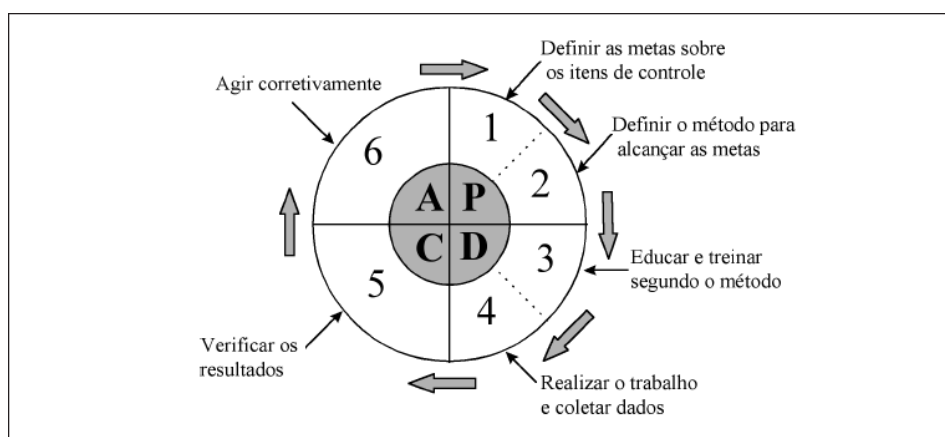 Definir as metas sobre
os itens de controle
Agir corretivamente
Definir o método para
alcançar as metas
1
6
2
A P
C D
3
5
4
Educar e treinar
segundo o método
Verificar os
resultados
Realizar o trabalho
e coletar dados